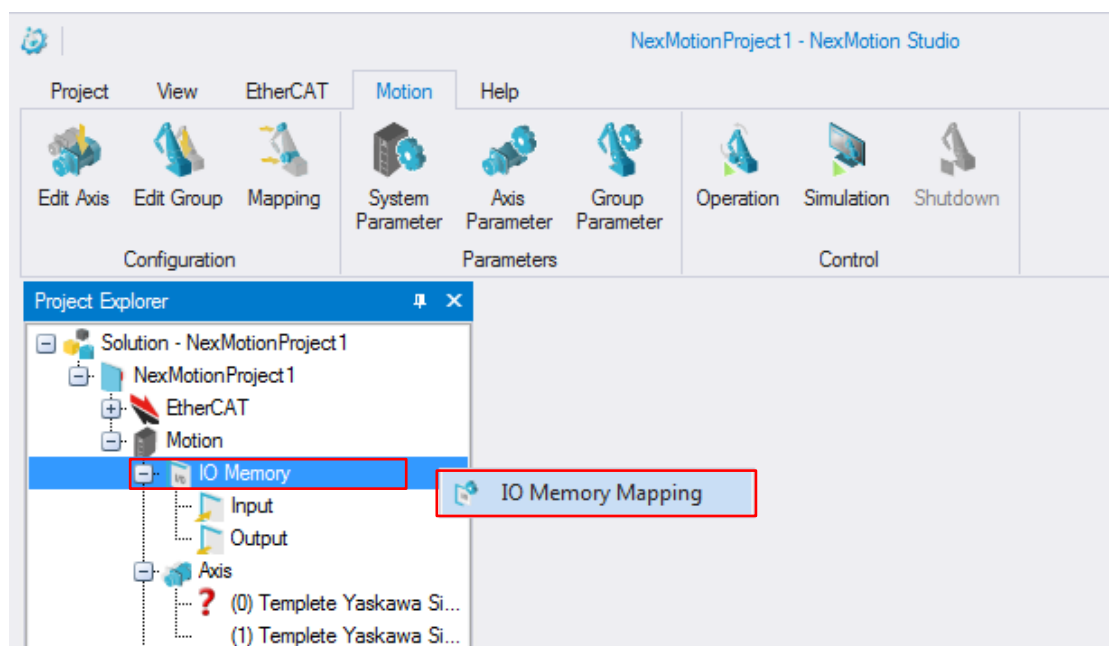 NexMotionProject1 - NexMotion Studio
Project View EtherCAT Motion Help
Edit Axis Edit Group Mapping System Parameter Axis Parameter Group Parameter Operation Simulation Shutdown
Configuration Parameters Control
Project Explorer
Solution - NexMotionProject1
NexMotionProject1
EtherCAT
Motion
IO Memory
IO Memory Mapping
Input
Output
Axis
(0) Templete Yaskawa Si...
(1) Templete Yaskawa Si...